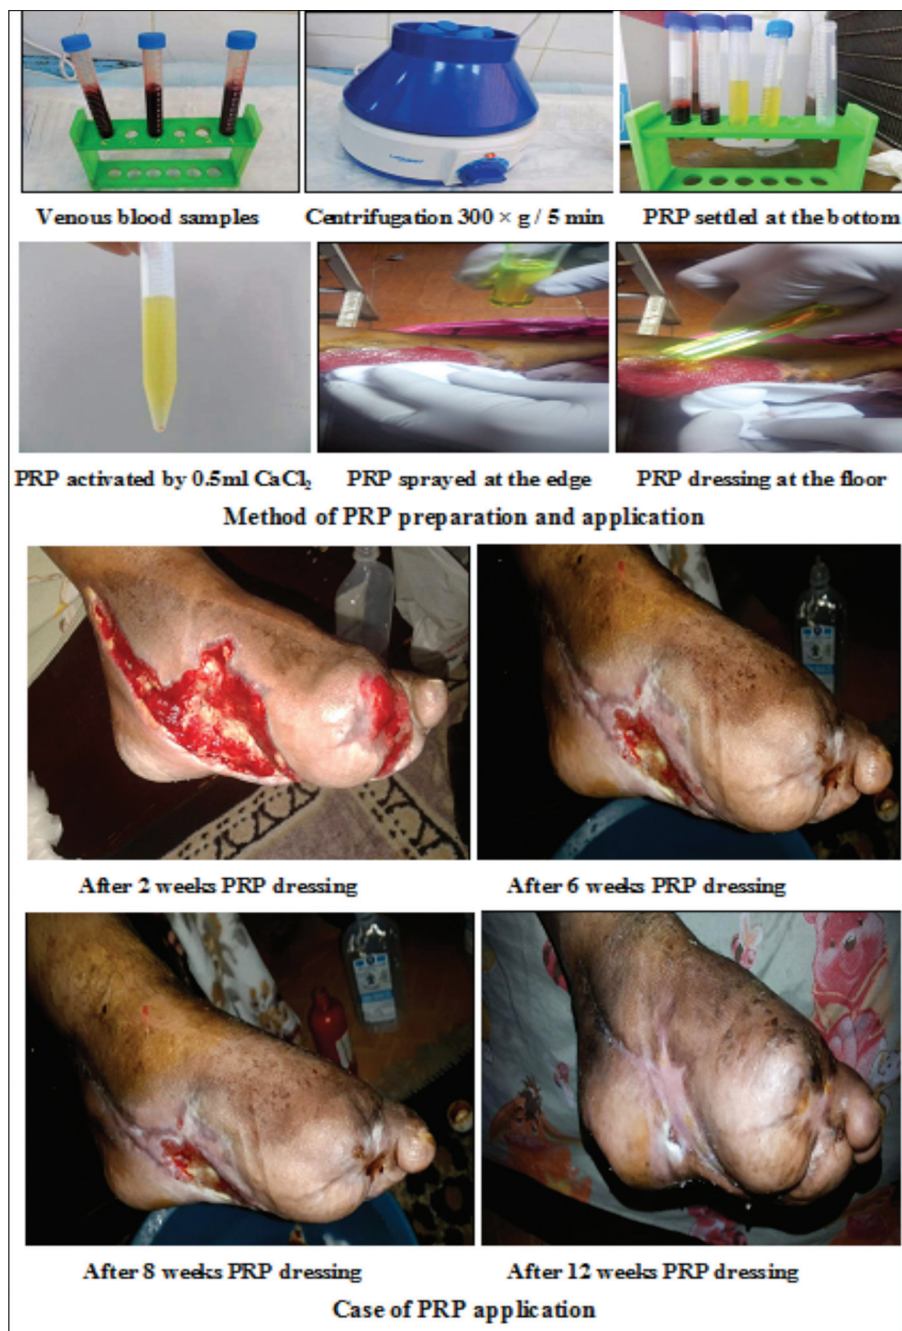 Venous blood samples
Centrifugation 300 × g / 5 min
PRP settled at the bottom
PRP activated by 0.5ml CaCl₂
PRP sprayed at the edge
PRP dressing at the floor
Method of PRP preparation and application
After 2 weeks PRP dressing
After 6 weeks PRP dressing
After 8 weeks PRP dressing
After 12 weeks PRP dressing
Case of PRP application